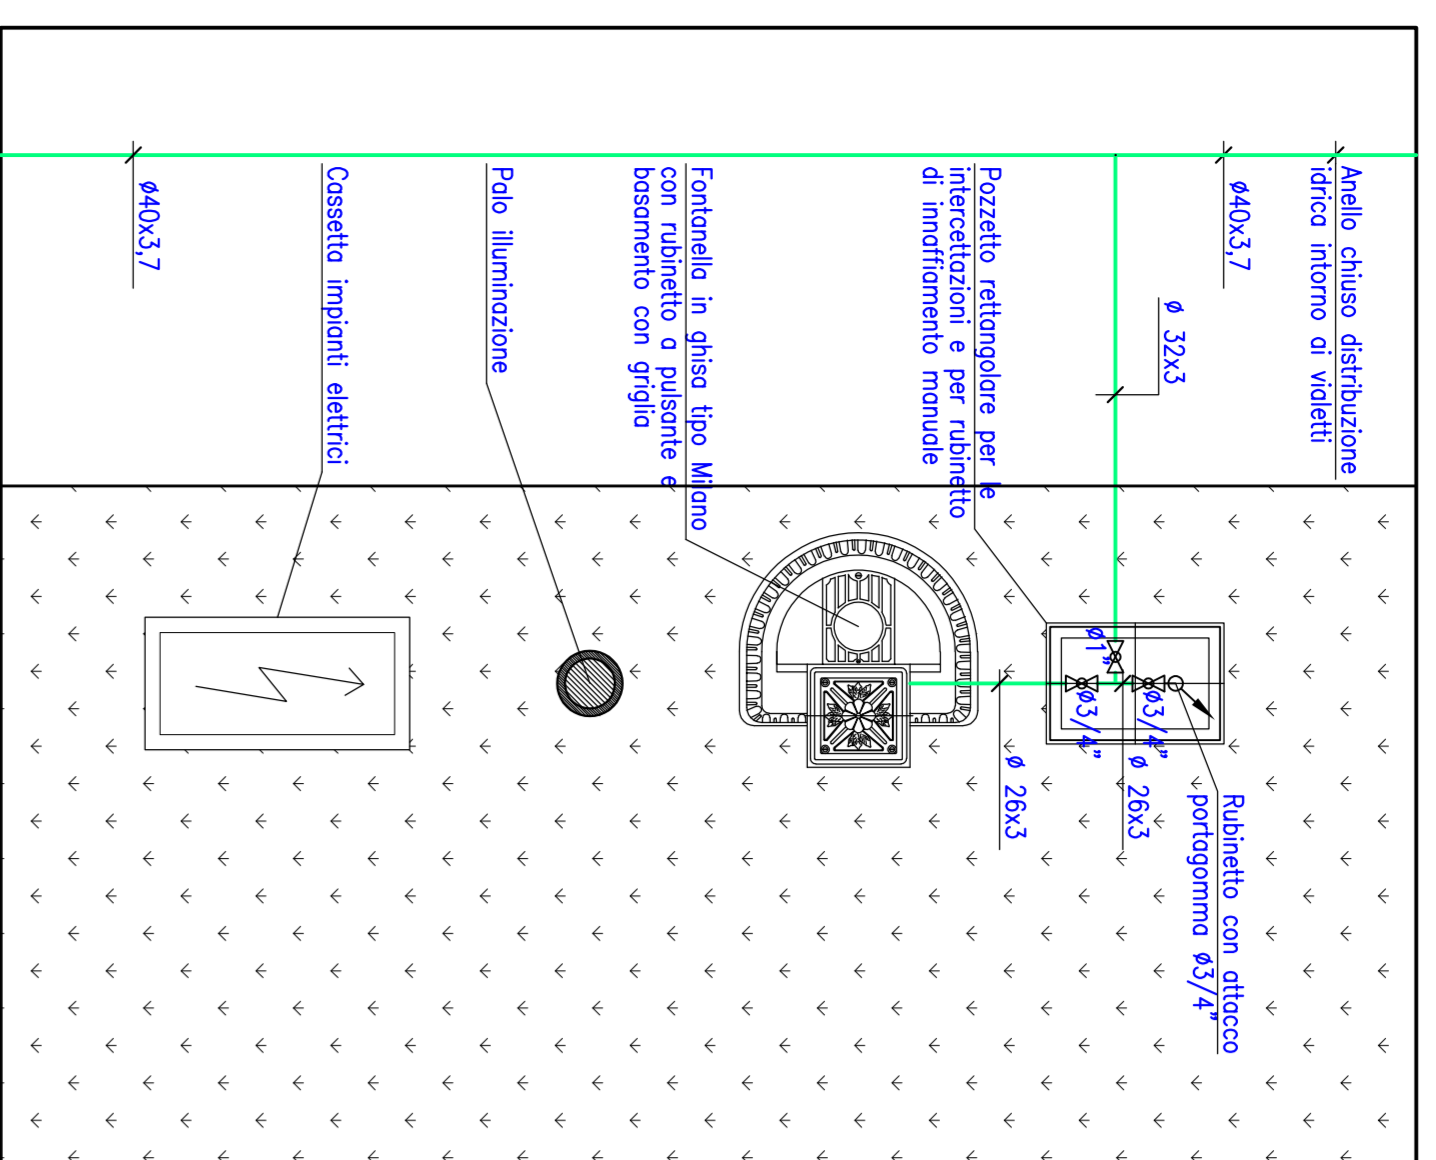 Anello chiuso distribuzione
idrica intorno ai vialetti
ø40x3,7
ø 32x3
Pozzetto rettangolare per le
intercettazioni e per rubinetto
di innaffiamento manuale
Fontanella in ghisa tipo Milano
con rubinetto a pulsante e
basamento con griglia
Palo illuminazione
Cassetta impianti elettrici
ø40x3,7
ø1"
ø3/4"
ø3/4"
ø 26x3
ø 26x3
Rubinetto con attacco
portagomma ø3/4"